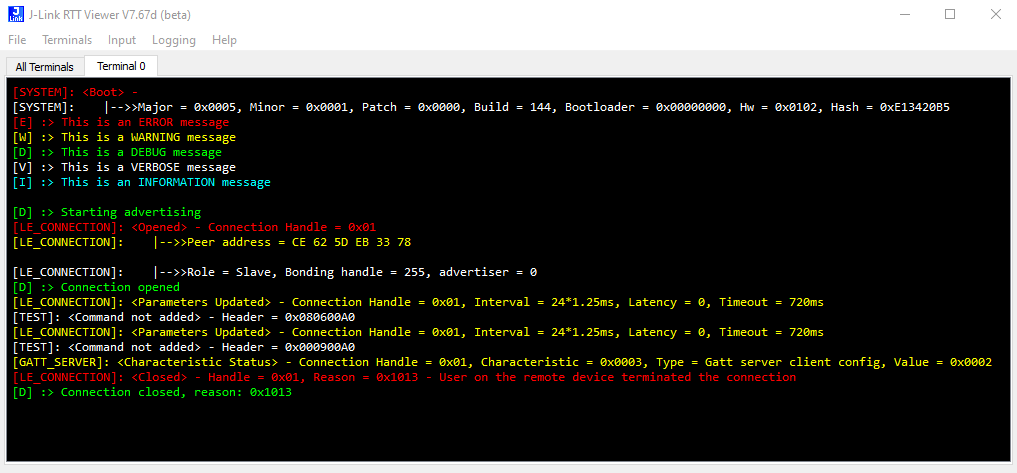 J-Link RTT Viewer V7.67d (beta)
File Terminals Input Logging Help
All Terminals Terminal 0
[SYSTEM]: <Boot> -
[SYSTEM]: |-->>Major = 0x0005, Minor = 0x0001, Patch = 0x0000, Build = 144, Bootloader = 0x00000000, Hw = 0x0102, Hash = 0xE13420B5
[E] :> This is an ERROR message
[W] :> This is a WARNING message
[D] :> This is a DEBUG message
[V] :> This is a VERBOSE message
[I] :> This is an INFORMATION message
[D] :> Starting advertising
[LE_CONNECTION]: <Opened> - Connection Handle = 0x01
[LE_CONNECTION]: |-->>Peer address = CE 62 5D EB 33 78
[LE_CONNECTION]: |-->>Role = Slave, Bonding handle = 255, advertiser = 0
[D] :> Connection opened
[LE_CONNECTION]: <Parameters Updated> - Connection Handle = 0x01, Interval = 24*1.25ms, Latency = 0, Timeout = 720ms
[TEST]: <Command not added> - Header = 0x080600A0
[LE_CONNECTION]: <Parameters Updated> - Connection Handle = 0x01, Interval = 24*1.25ms, Latency = 0, Timeout = 720ms
[TEST]: <Command not added> - Header = 0x000900A0
[GATT_SERVER]: <Characteristic Status> - Connection Handle = 0x01, Characteristic = 0x0003, Type = Gatt server client config, Value = 0x0002
[LE_CONNECTION]: <Closed> - Handle = 0x01, Reason = 0x1013 - User on the remote device terminated the connection
[D] :> Connection closed, reason: 0x1013